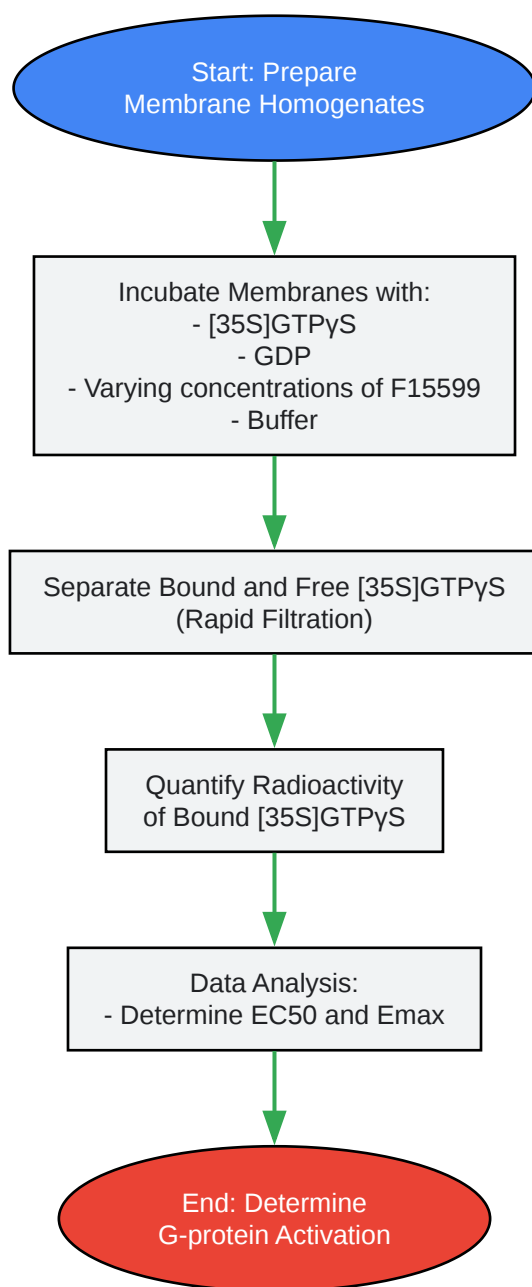 Start: Prepare
Membrane Homogenates
Incubate Membranes with:
- [35S]GTPγS
- GDP
- Varying concentrations of F15599
- Buffer
Separate Bound and Free [35S]GTPγS
(Rapid Filtration)
Quantify Radioactivity
of Bound [35S]GTPγS
Data Analysis:
- Determine EC50 and Emax
End: Determine
G-protein Activation